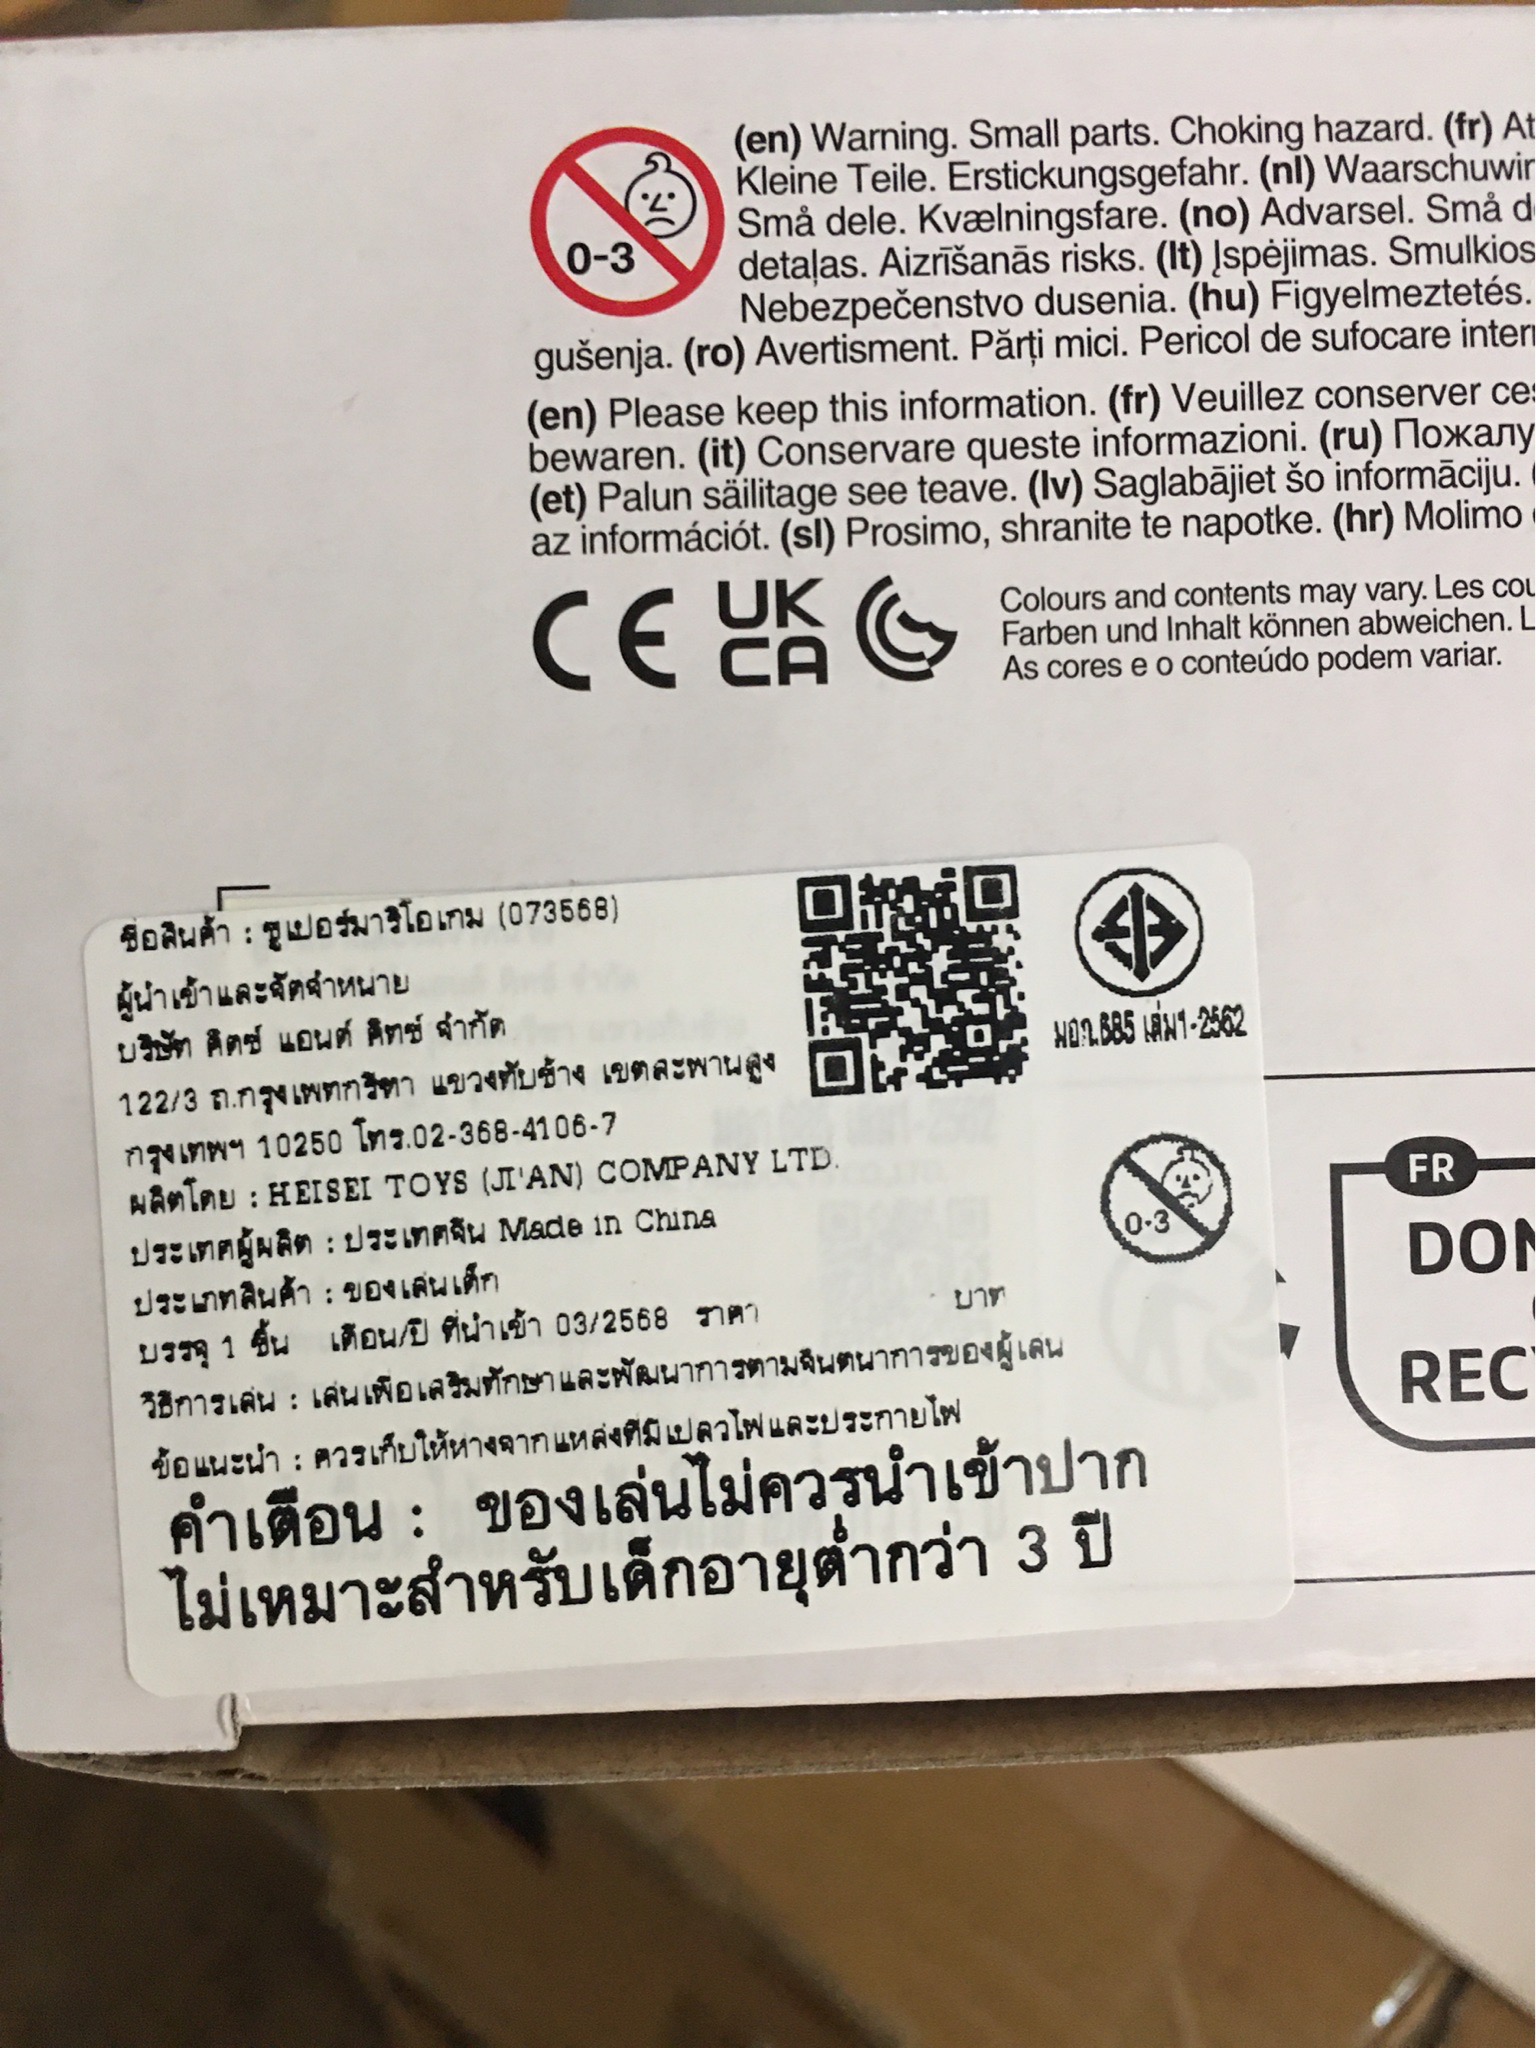 (en) Warning. Small parts. Choking hazard. (fr) At
Kleine Teile. Erstickungsgefahr. (nl) Waarschuwin
Små dele. Kvælningsfare. (no) Advarsel. Små d
detaļas. Aizrīšanās risks. (lt) Įspėjimas. Smulkios
0-3
Nebezpečenstvo dusenia. (hu) Figyelmeztetés.
gušenja. (ro) Avertisment. Părți mici. Pericol de sufocare inter
(en) Please keep this information. (fr) Veuillez conserver ces
bewaren. (it) Conservare queste informazioni. (ru) Пожалу
(et) Palun säilitage see teave. (lv) Saglabājiet šo informāciju.
az információt. (sl) Prosimo, shranite te napotke. (hr) Molimo
CE UK CA
Colours and contents may vary. Les cou
Farben und Inhalt können abweichen. L
As cores e o conteúdo podem variar.
ชื่อสินค้า : ซูเปอร์มาริโอเกม (073568)
ผู้นำเข้าและจัดจำหน่าย
บริษัท คิดซ์ แอนด์ คิทซ์ จำกัด
มอก.685 เล่ม1-2562
122/3 ถ.กรุงเทพกรีฑา แขวงทับช้าง เขตสะพานสูง
กรุงเทพฯ 10250 โทร.02-368-4106-7
ผลิตโดย : HEISEI TOYS (JI'AN) COMPANY LTD.
0-3
ประเทศผู้ผลิต : ประเทศจีน Made in China
ประเภทสินค้า : ของเล่นเด็ก
บรรจุ 1 ชิ้น เดือน/ปี ที่นำเข้า 03/2568 ราคา บาท
วิธีการเล่น : เล่นเพื่อเสริมทักษาและพัฒนาการตามจินตนาการของผู้เล่น
ข้อแนะนำ : ควรเก็บให้ห่างจากแหล่งที่มีเปลวไฟและประกายไฟ
คำเตือน : ของเล่นไม่ควรนำเข้าปาก
ไม่เหมาะสำหรับเด็กอายุต่ำกว่า 3 ปี
FR
DON
RECY